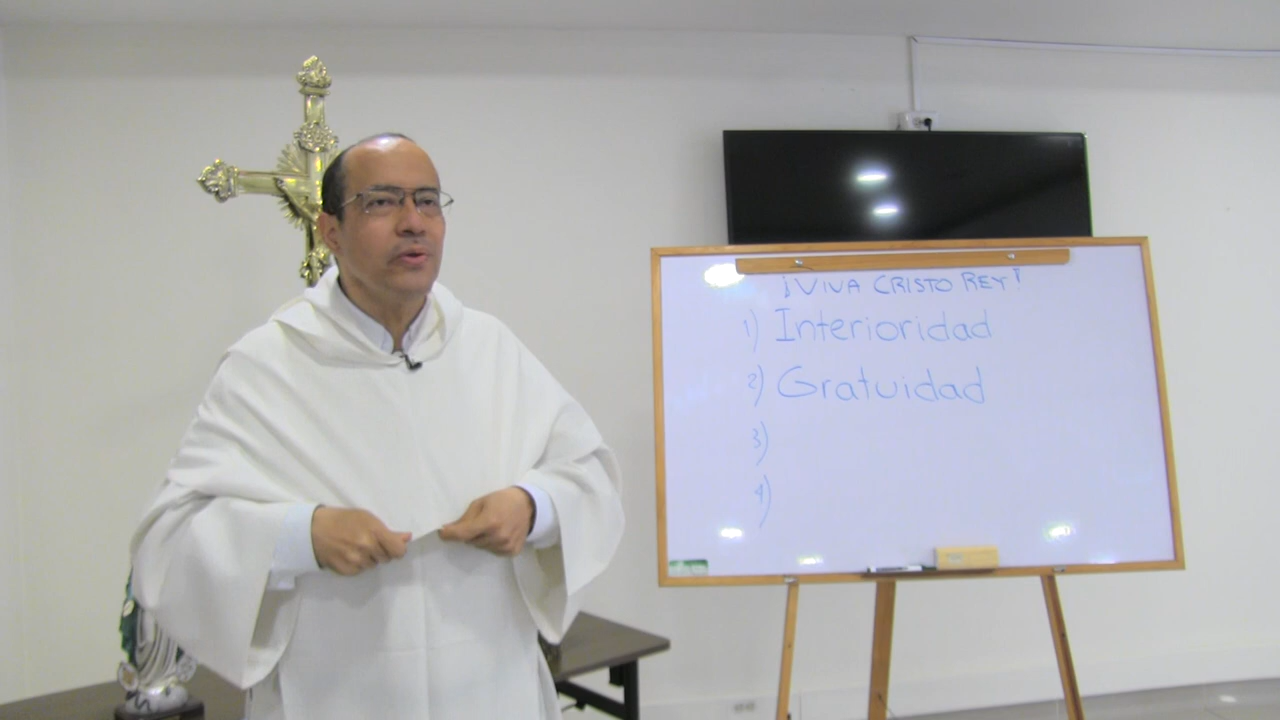 ¡VIVA CRISTO REY!
1) Interioridad
2) Gratuidad
3)
4)